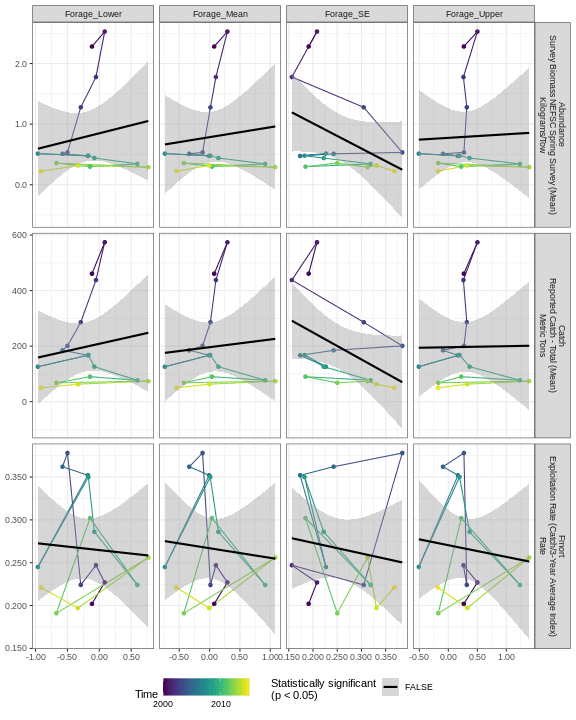 Forage_Lower
Forage_Mean
Forage_SE
Forage_Upper
2.0
1.0
0.0
Abundance
Survey Biomass NEFSC Spring Survey (Mean)
Kilograms/Tow
600
400
200
0
Catch
Reported Catch - Total (Mean)
Metric Tons
0.350
0.300
0.250
0.200
0.150
Fmort
Exploitation Rate (Catch/3-Year Average Index)
Rate
-1.00 -0.50 0.00 0.50
-0.50 0.00 0.50 1.00
0.150 0.200 0.250 0.300 0.350
-0.50 0.00 0.50 1.00
Time
2000 2010
Statistically significant
(p < 0.05)
FALSE